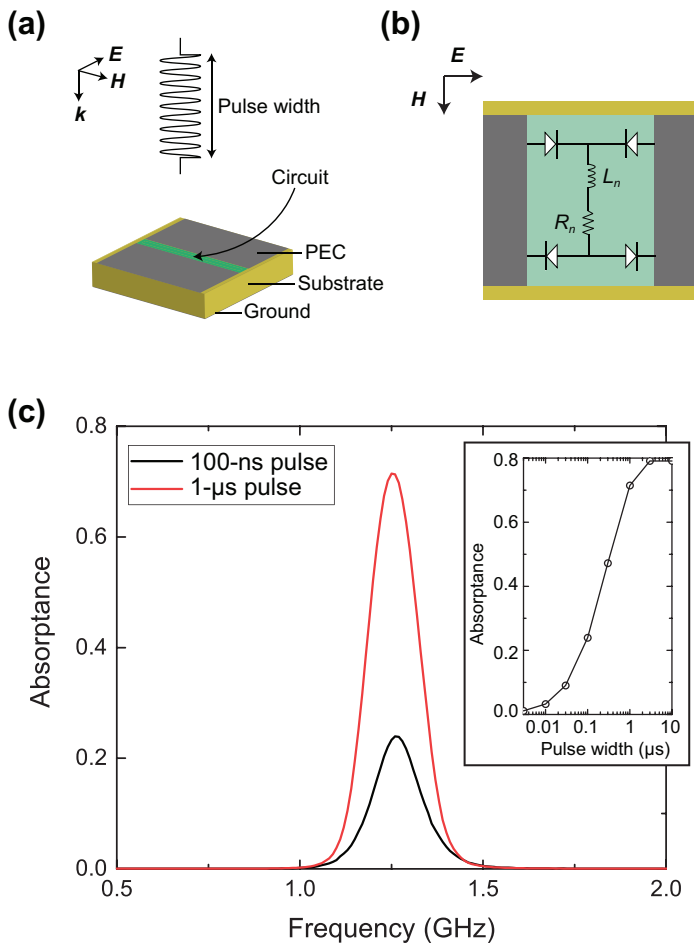 (a)
E
H
k
Pulse width
Circuit
PEC
Substrate
Ground
(b)
E
H
Lₙ
Rₙ
(c)
0.8
0.6
0.4
0.2
0.0
Absorptance
100-ns pulse
1-µs pulse
0.5
1.0
1.5
2.0
Frequency (GHz)
0.8
0.6
0.4
0.2
0.0
Absorptance
0.01
0.1
1
10
Pulse width (µs)